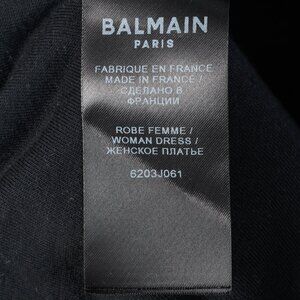 BALMAIN
PARIS
FABRIQUE EN FRANCE
MADE IN FRANCE /
СДЕЛАНО В
ФРАНЦИИ
ROBE FEMME /
WOMAN DRESS /
ЖЕНСКОЕ ПЛАТЬЕ
6203J061